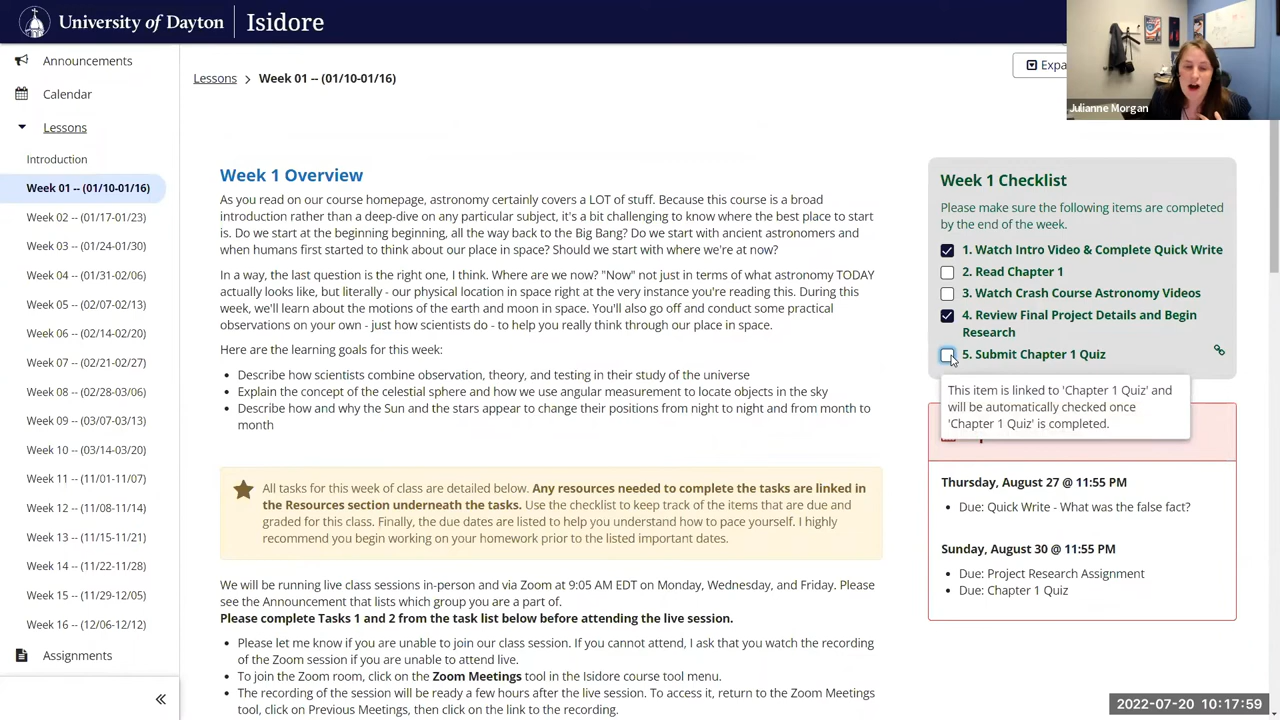 University of Dayton
Isidore
Announcements
Calendar
Lessons
Introduction
Week 01 -- (01/10-01/16)
Week 02 -- (01/17-01/23)
Week 03 -- (01/24-01/30)
Week 04 -- (01/31-02/06)
Week 05 -- (02/07-02/13)
Week 06 -- (02/14-02/20)
Week 07 -- (02/21-02/27)
Week 08 -- (02/28-03/06)
Week 09 -- (03/07-03/13)
Week 10 -- (03/14-03/20)
Week 11 -- (11/01-11/07)
Week 12 -- (11/08-11/14)
Week 13 -- (11/15-11/21)
Week 14 -- (11/22-11/28)
Week 15 -- (11/29-12/05)
Week 16 -- (12/06-12/12)
Assignments
Lessons > Week 01 -- (01/10-01/16)
Expa
Julianne Morgan
Week 1 Overview
As you read on our course homepage, astronomy certainly covers a LOT of stuff. Because this course is a broad
introduction rather than a deep-dive on any particular subject, it's a bit challenging to know where the best place to start
is. Do we start at the beginning beginning, all the way back to the Big Bang? Do we start with ancient astronomers and
when humans first started to think about our place in space? Should we start with where we're at now?
In a way, the last question is the right one, I think. Where are we now? "Now" not just in terms of what astronomy TODAY
actually looks like, but literally - our physical location in space right at the very instance you're reading this. During this
week, we'll learn about the motions of the earth and moon in space. You'll also go off and conduct some practical
observations on your own - just how scientists do - to help you really think through our place in space.
Here are the learning goals for this week:
• Describe how scientists combine observation, theory, and testing in their study of the universe
• Explain the concept of the celestial sphere and how we use angular measurement to locate objects in the sky
• Describe how and why the Sun and the stars appear to change their positions from night to night and from month to
month
All tasks for this week of class are detailed below. Any resources needed to complete the tasks are linked in
the Resources section underneath the tasks. Use the checklist to keep track of the items that are due and
graded for this class. Finally, the due dates are listed to help you understand how to pace yourself. I highly
recommend you begin working on your homework prior to the listed important dates.
We will be running live class sessions in-person and via Zoom at 9:05 AM EDT on Monday, Wednesday, and Friday. Please
see the Announcement that lists which group you are a part of.
Please complete Tasks 1 and 2 from the task list below before attending the live session.
• Please let me know if you are unable to join our class session. If you cannot attend, I ask that you watch the recording
of the Zoom session if you are unable to attend live.
• To join the Zoom room, click on the Zoom Meetings tool in the Isidore course tool menu.
• The recording of the session will be ready a few hours after the live session. To access it, return to the Zoom Meetings
tool, click on Previous Meetings, then click on the link to the recording.
Week 1 Checklist
Please make sure the following items are completed
by the end of the week.
1. Watch Intro Video & Complete Quick Write
2. Read Chapter 1
3. Watch Crash Course Astronomy Videos
4. Review Final Project Details and Begin
Research
5. Submit Chapter 1 Quiz
This item is linked to 'Chapter 1 Quiz' and
will be automatically checked once
'Chapter 1 Quiz' is completed.
Thursday, August 27 @ 11:55 PM
• Due: Quick Write - What was the false fact?
Sunday, August 30 @ 11:55 PM
• Due: Project Research Assignment
• Due: Chapter 1 Quiz
2022-07-20 10:17:59